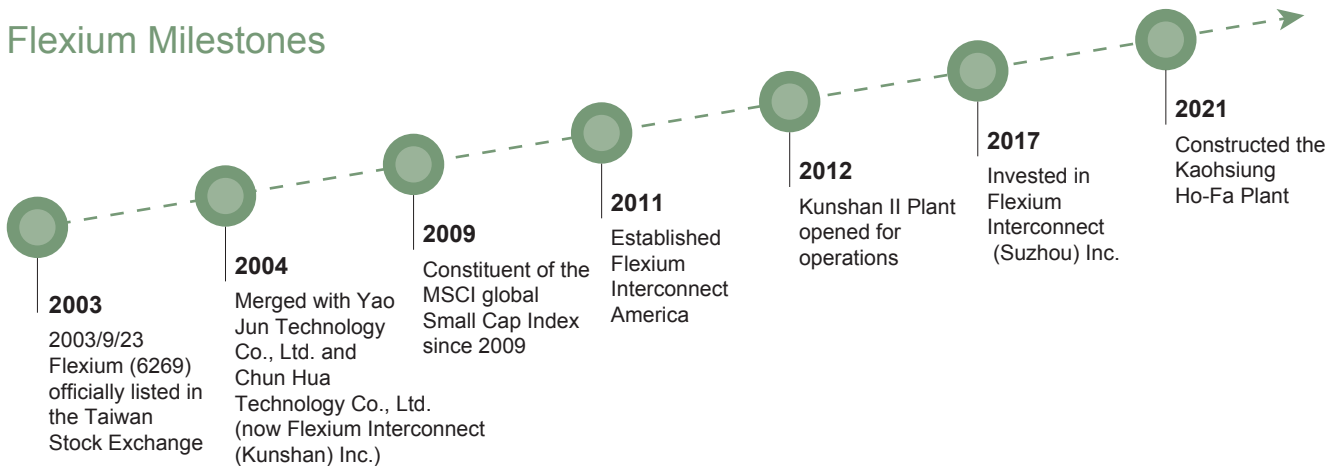 Flexium Milestones
2003
2003/9/23
Flexium (6269)
officially listed in
the Taiwan
Stock Exchange
2004
Merged with Yao
Jun Technology
Co., Ltd. and
Chun Hua
Technology Co., Ltd.
(now Flexium Interconnect
(Kunshan) Inc.)
2009
Constituent of the
MSCI global
Small Cap Index
since 2009
2011
Established
Flexium
Interconnect
America
2012
Kunshan II Plant
opened for
operations
2017
Invested in
Flexium
Interconnect
(Suzhou) Inc.
2021
Constructed the
Kaohsiung
Ho-Fa Plant